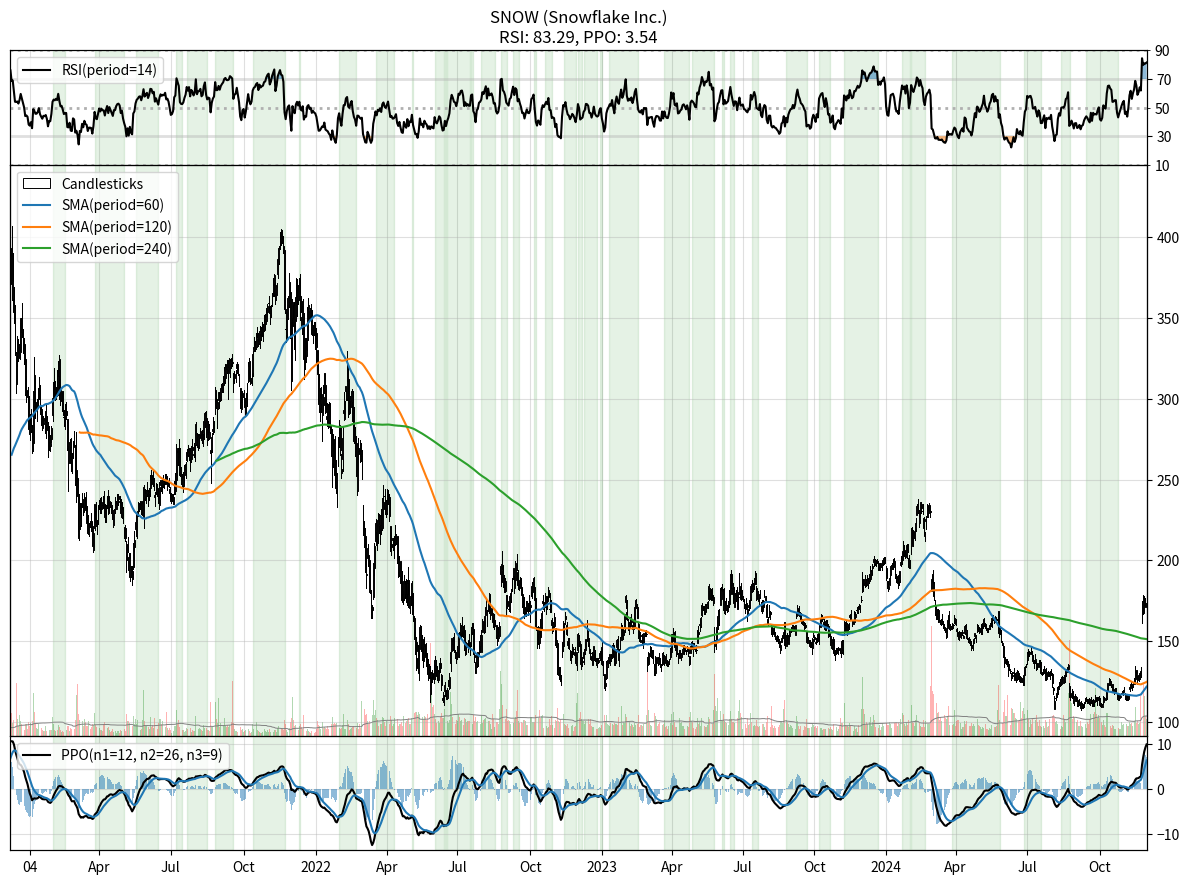 SNOW (Snowflake Inc.)
RSI: 83.29, PPO: 3.54
RSI(period=14)
90
70
50
30
10
Candlesticks
SMA(period=60)
SMA(period=120)
SMA(period=240)
400
350
300
250
200
150
100
PPO(n1=12, n2=26, n3=9)
10
0
−10
04 Apr Jul Oct 2022 Apr Jul Oct 2023 Apr Jul Oct 2024 Apr Jul Oct